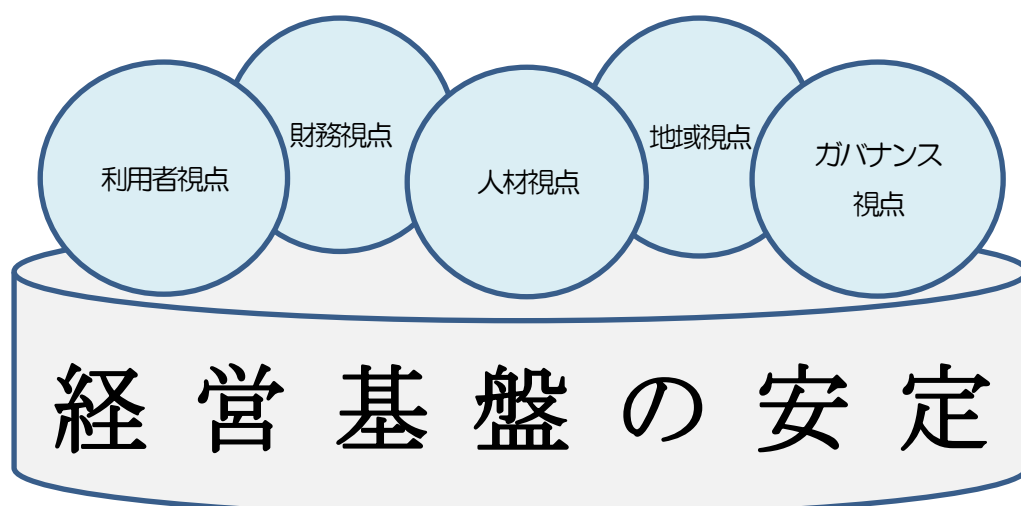 利用者視点
財務視点
人材視点
地域視点
ガバナンス
視点
経営基盤の安定